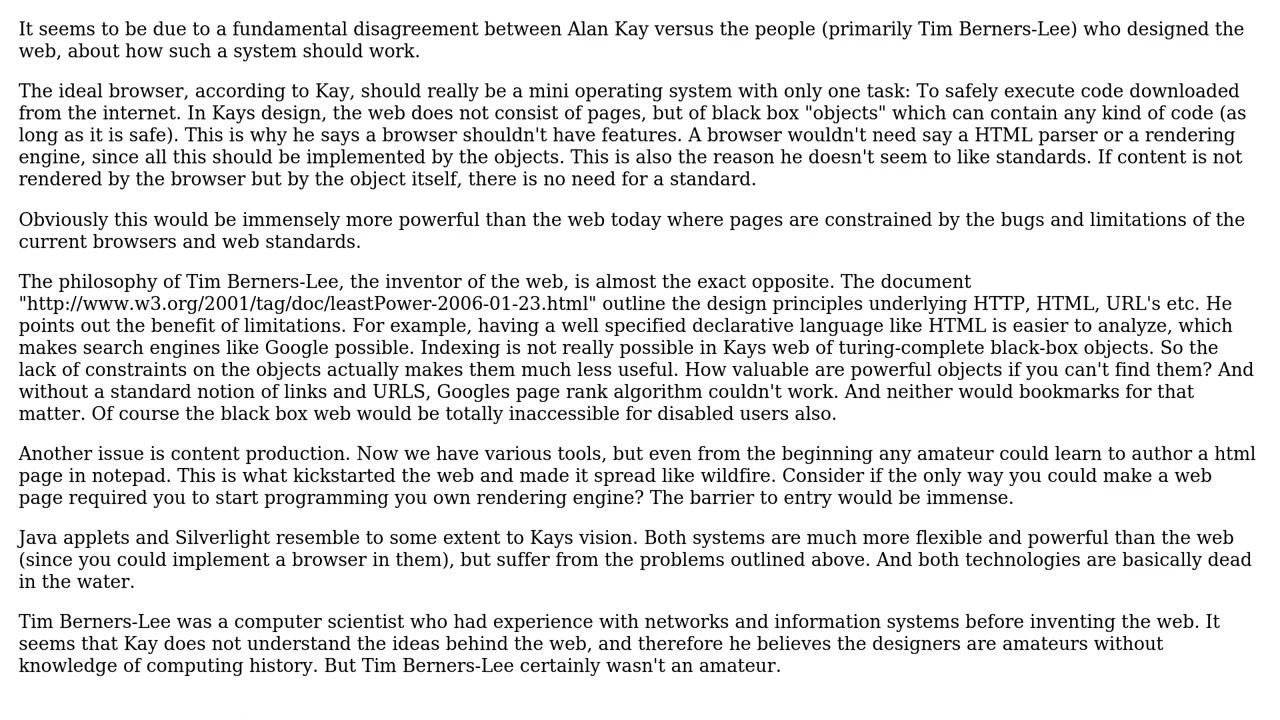 It seems to be due to a fundamental disagreement between Alan Kay versus the people (primarily Tim Berners-Lee) who designed the
web, about how such a system should work.
The ideal browser, according to Kay, should really be a mini operating system with only one task: To safely execute code downloaded
from the internet. In Kays design, the web does not consist of pages, but of black box "objects" which can contain any kind of code (as
long as it is safe). This is why he says a browser shouldn't have features. A browser wouldn't need say a HTML parser or a rendering
engine, since all this should be implemented by the objects. This is also the reason he doesn't seem to like standards. If content is not
rendered by the browser but by the object itself, there is no need for a standard.
Obviously this would be immensely more powerful than the web today where pages are constrained by the bugs and limitations of the
current browsers and web standards.
The philosophy of Tim Berners-Lee, the inventor of the web, is almost the exact opposite. The document
"http://www.w3.org/2001/tag/doc/leastPower-2006-01-23.html" outline the design principles underlying HTTP, HTML, URL's etc. He
points out the benefit of limitations. For example, having a well specified declarative language like HTML is easier to analyze, which
makes search engines like Google possible. Indexing is not really possible in Kays web of turing-complete black-box objects. So the
lack of constraints on the objects actually makes them much less useful. How valuable are powerful objects if you can't find them? And
without a standard notion of links and URLS, Googles page rank algorithm couldn't work. And neither would bookmarks for that
matter. Of course the black box web would be totally inaccessible for disabled users also.
Another issue is content production. Now we have various tools, but even from the beginning any amateur could learn to author a html
page in notepad. This is what kickstarted the web and made it spread like wildfire. Consider if the only way you could make a web
page required you to start programming you own rendering engine? The barrier to entry would be immense.
Java applets and Silverlight resemble to some extent to Kays vision. Both systems are much more flexible and powerful than the web
(since you could implement a browser in them), but suffer from the problems outlined above. And both technologies are basically dead
in the water.
Tim Berners-Lee was a computer scientist who had experience with networks and information systems before inventing the web. It
seems that Kay does not understand the ideas behind the web, and therefore he believes the designers are amateurs without
knowledge of computing history. But Tim Berners-Lee certainly wasn't an amateur.